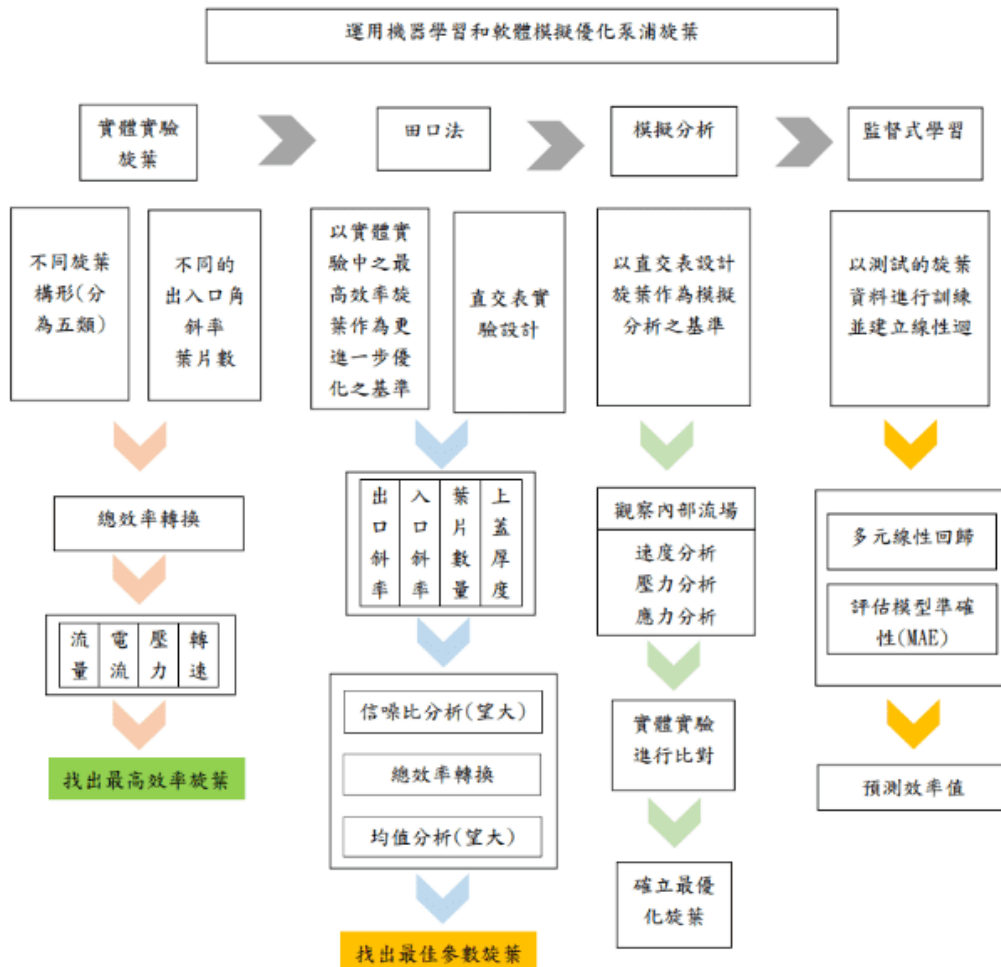 運用機器學習和軟體模擬優化泵浦旋葉
實體實驗
旋葉
田口法
模擬分析
監督式學習
不同旋葉
構形(分
為五類)
不同的
出入口角
斜率
葉片數
以實體實
驗中之最
高效率旋
葉作為更
進一步優
化之基準
直交表實
驗設計
以直交表設計
旋葉作為模擬
分析之基準
以測試的旋葉
資料進行訓練
並建立線性迴
總效率轉換
流量
電流
壓力
轉速
找出最高效率旋葉
出口斜率
入口斜率
葉片數量
上蓋厚度
信噪比分析(望大)
總效率轉換
均值分析(望大)
找出最佳參數旋葉
觀察內部流場
速度分析
壓力分析
應力分析
實體實驗
進行比對
確立最優
化旋葉
多元線性回歸
評估模型準確
性(MAE)
預測效率值